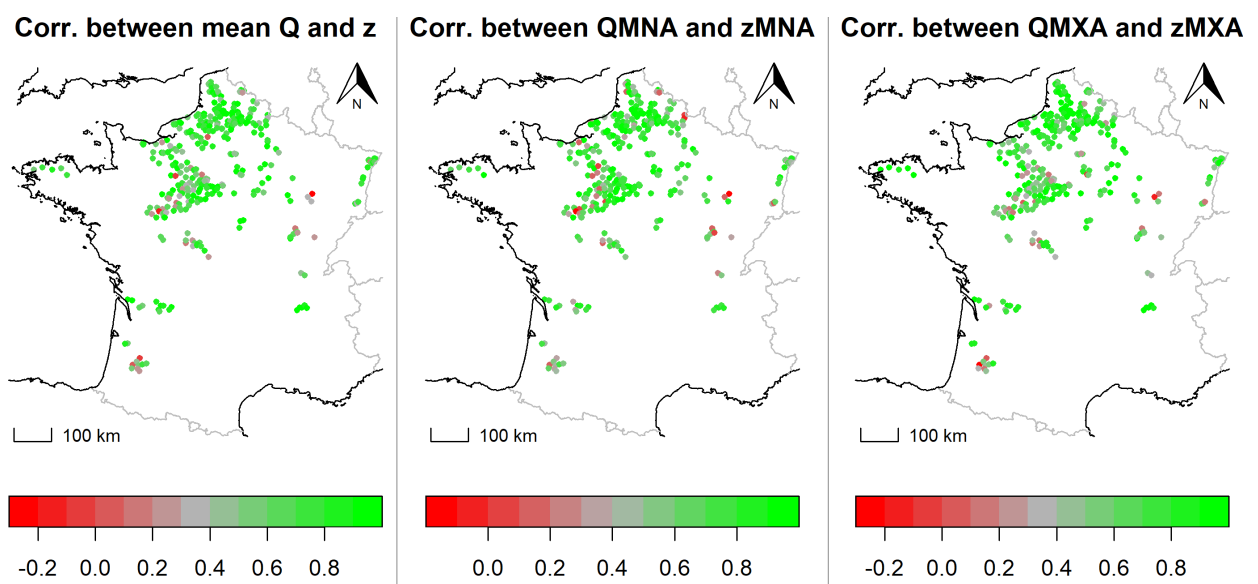 Corr. between mean Q and z
N
100 km
-0.2 0.0 0.2 0.4 0.6 0.8
Corr. between QMNA and zMNA
N
100 km
0.0 0.2 0.4 0.6 0.8
Corr. between QMXA and zMXA
N
100 km
-0.2 0.0 0.2 0.4 0.6 0.8